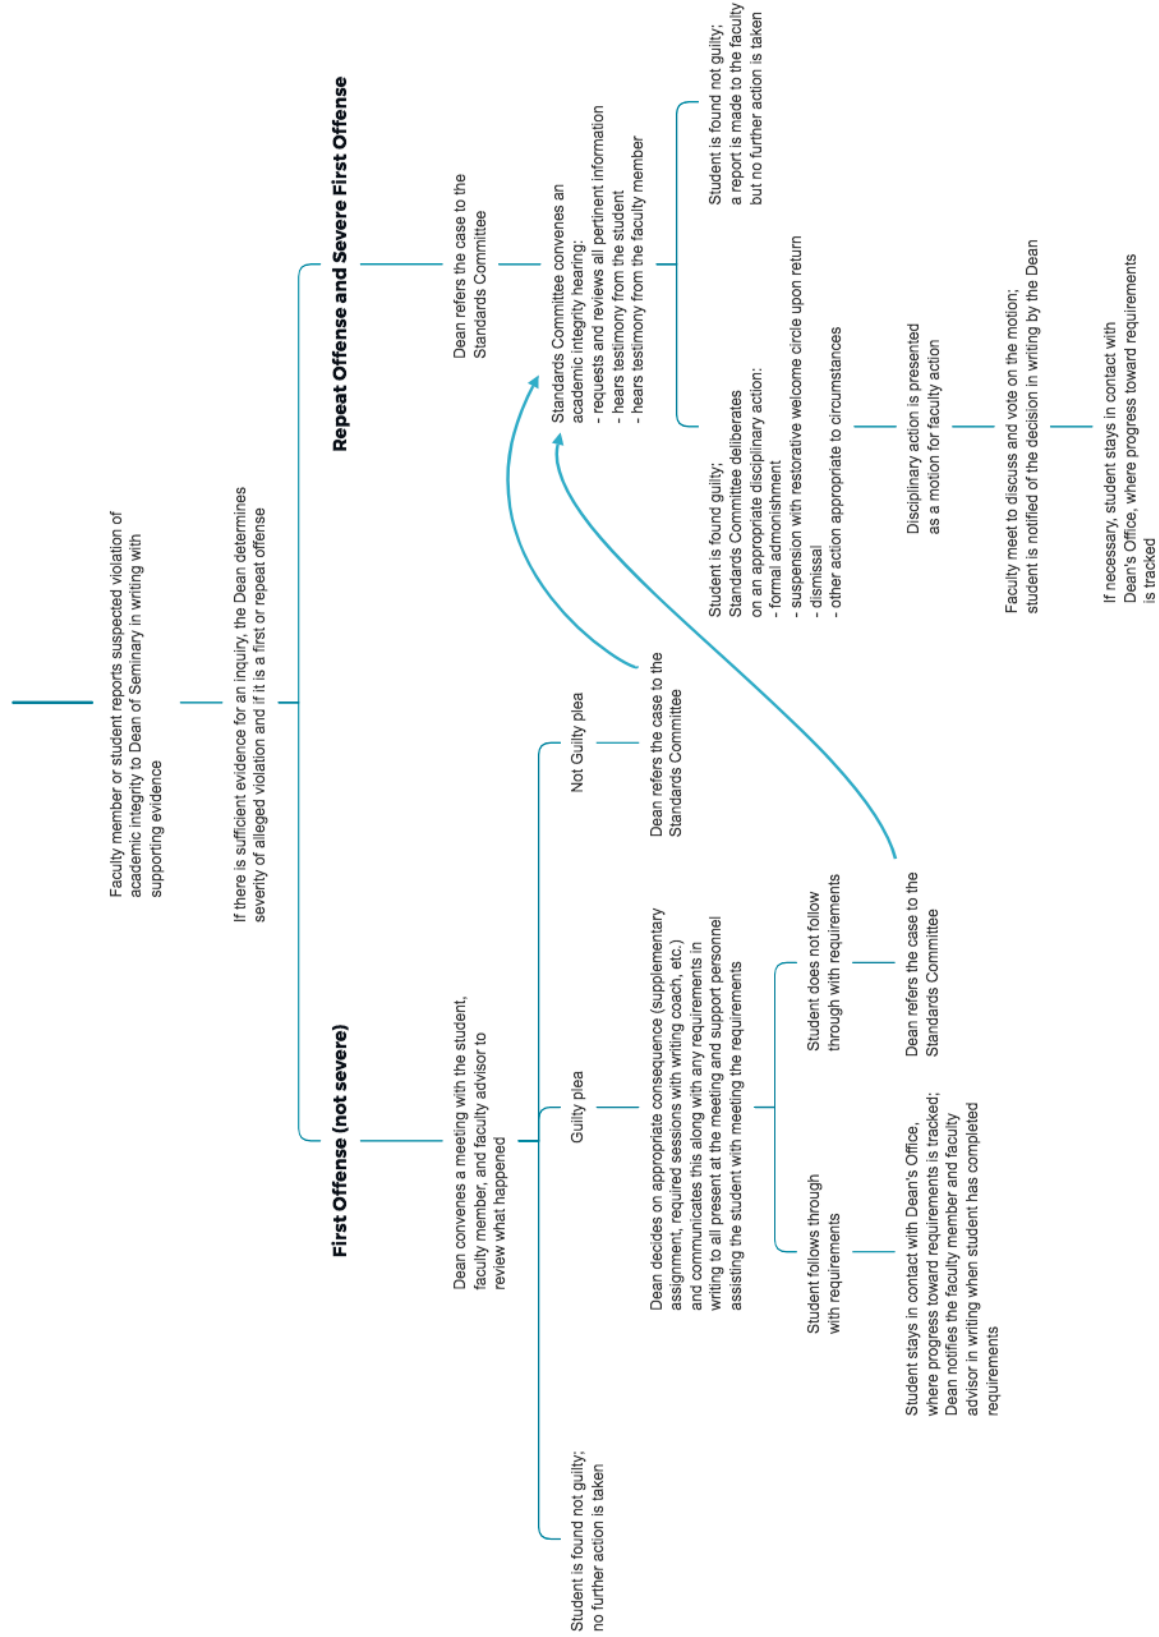 Faculty member or student reports suspected violation of
academic integrity to Dean of Seminary in writing with
supporting evidence
If there is sufficient evidence for an inquiry, the Dean determines
severity of alleged violation and if it is a first or repeat offense
First Offense (not severe)
Dean convenes a meeting with the student,
faculty member, and faculty advisor to
review what happened
Student is found not guilty;
no further action is taken
Guilty plea
Dean decides on appropriate consequence (supplementary
assignment, required sessions with writing coach, etc.)
and communicates this along with any requirements in
writing to all present at the meeting and support personnel
assisting the student with meeting the requirements
Student follows through
with requirements
Student stays in contact with Dean's Office,
where progress toward requirements is tracked;
Dean notifies the faculty member and faculty
advisor in writing when student has completed
requirements
Student does not follow
through with requirements
Dean refers the case to the
Standards Committee
Not Guilty plea
Dean refers the case to the
Standards Committee
Repeat Offense and Severe First Offense
Dean refers the case to the
Standards Committee
Standards Committee convenes an
academic integrity hearing:
- requests and reviews all pertinent information
- hears testimony from the student
- hears testimony from the faculty member
Student is found guilty;
Standards Committee deliberates
on an appropriate disciplinary action:
- formal admonishment
- suspension with restorative welcome circle upon return
- dismissal
- other action appropriate to circumstances
Disciplinary action is presented
as a motion for faculty action
Faculty meet to discuss and vote on the motion;
student is notified of the decision in writing by the Dean
If necessary, student stays in contact with
Dean's Office, where progress toward requirements
is tracked
Student is found not guilty;
a report is made to the faculty
but no further action is taken